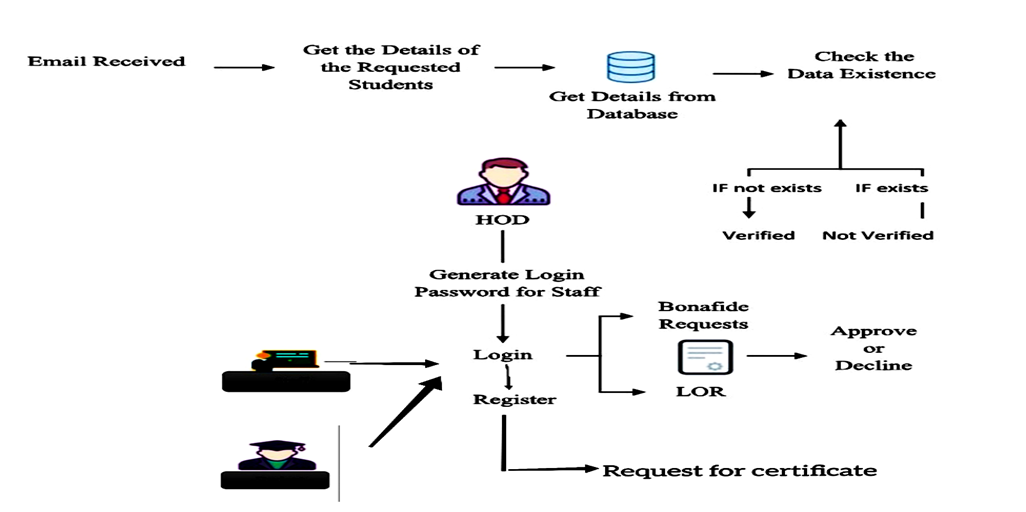 Email Received
Get the Details of
the Requested
Students
Get Details from
Database
Check the
Data Existence
IF not exists
IF exists
Verified
Not Verified
HOD
Generate Login
Password for Staff
Login
Register
Bonafide
Requests
LOR
Approve
or
Decline
Request for certificate